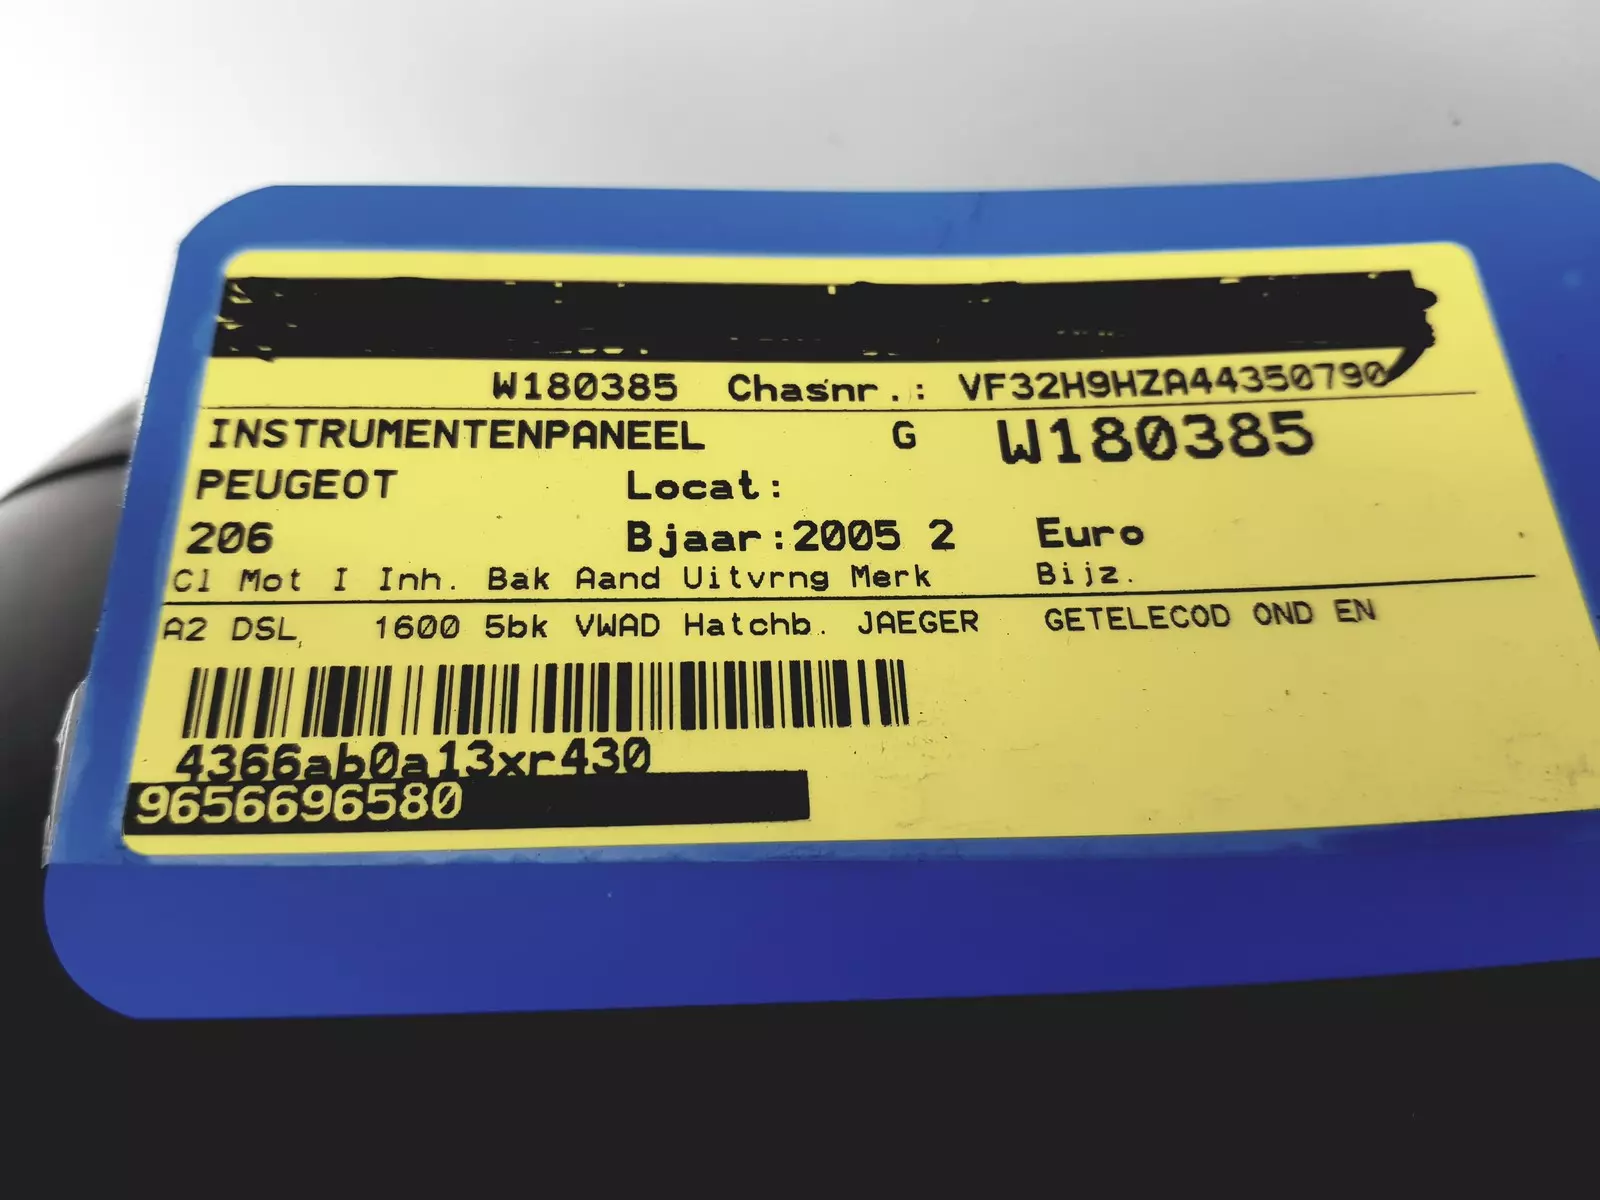 W180385 Chasnr.: VF32H9HZA44350790
INSTRUMENTENPANEEL G W180385
PEUGEOT Locat:
206 Bjaar:2005 2 Euro
Cl Mot I Inh. Bak Aand Uitvrng Merk Bijz.
A2 DSL 1600 5bk VWAD Hatchb. JAEGER GETELECOD OND EN
4366ab0a13xr430
9656696580